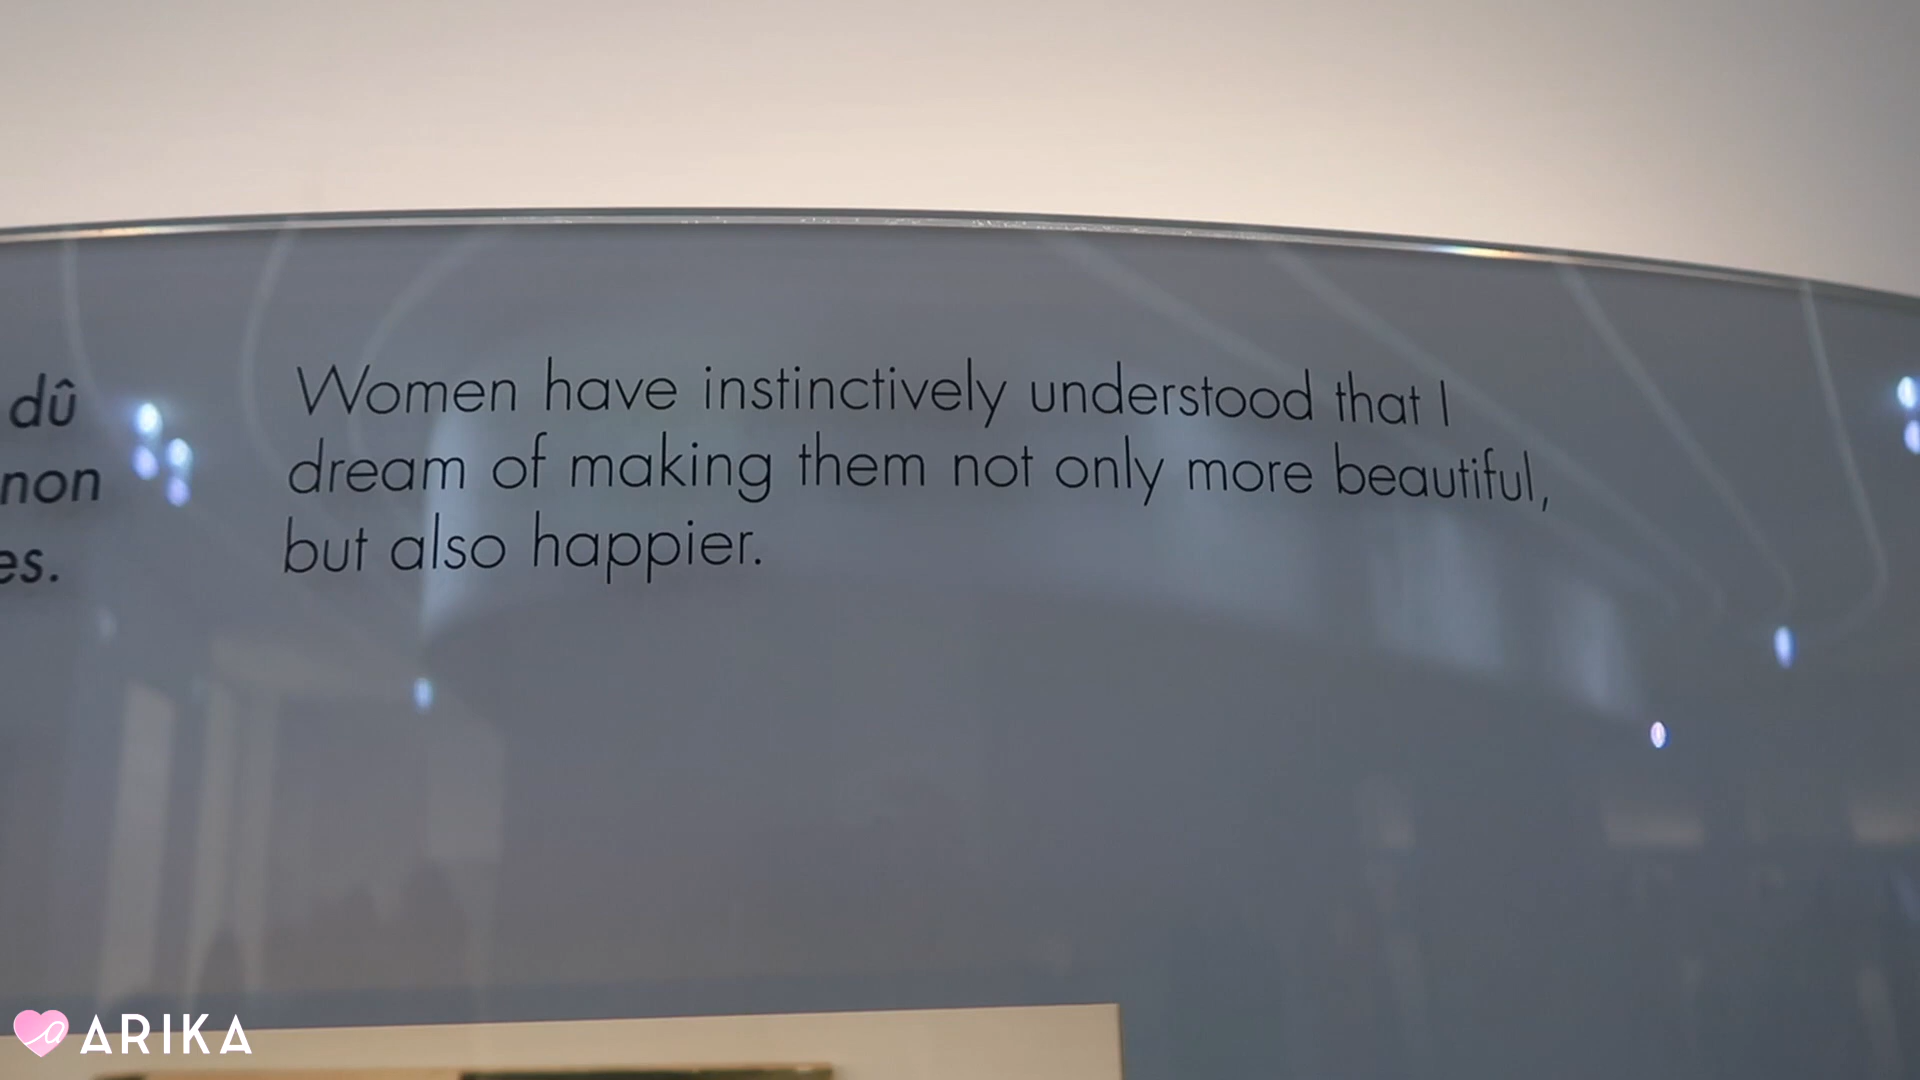 dû
non
es.
Women have instinctively understood that I
dream of making them not only more beautiful,
but also happier.
ARIKA